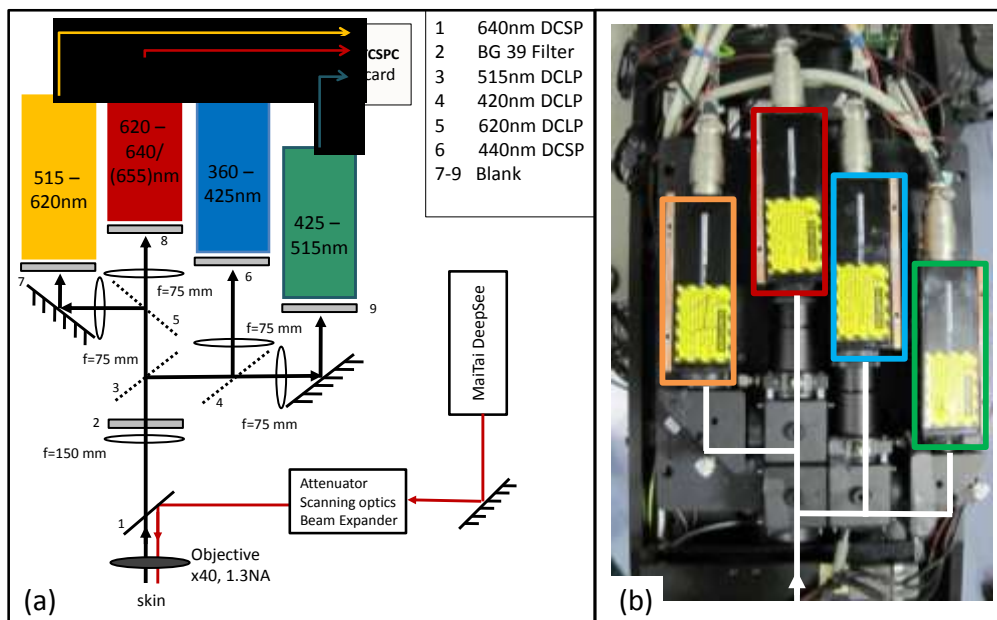 TCSPC
card
515 –
620nm
620 –
640/
(655)nm
360 –
425nm
425 –
515nm
1 640nm DCSP
2 BG 39 Filter
3 515nm DCLP
4 420nm DCLP
5 620nm DCLP
6 440nm DCSP
7-9 Blank
8
7
6
9
f=75 mm
5
f=75 mm
f=75 mm
3
4
f=75 mm
2
f=150 mm
MaiTai DeepSee
Attenuator
Scanning optics
Beam Expander
1
Objective
x40, 1.3NA
skin
(a)
(b)